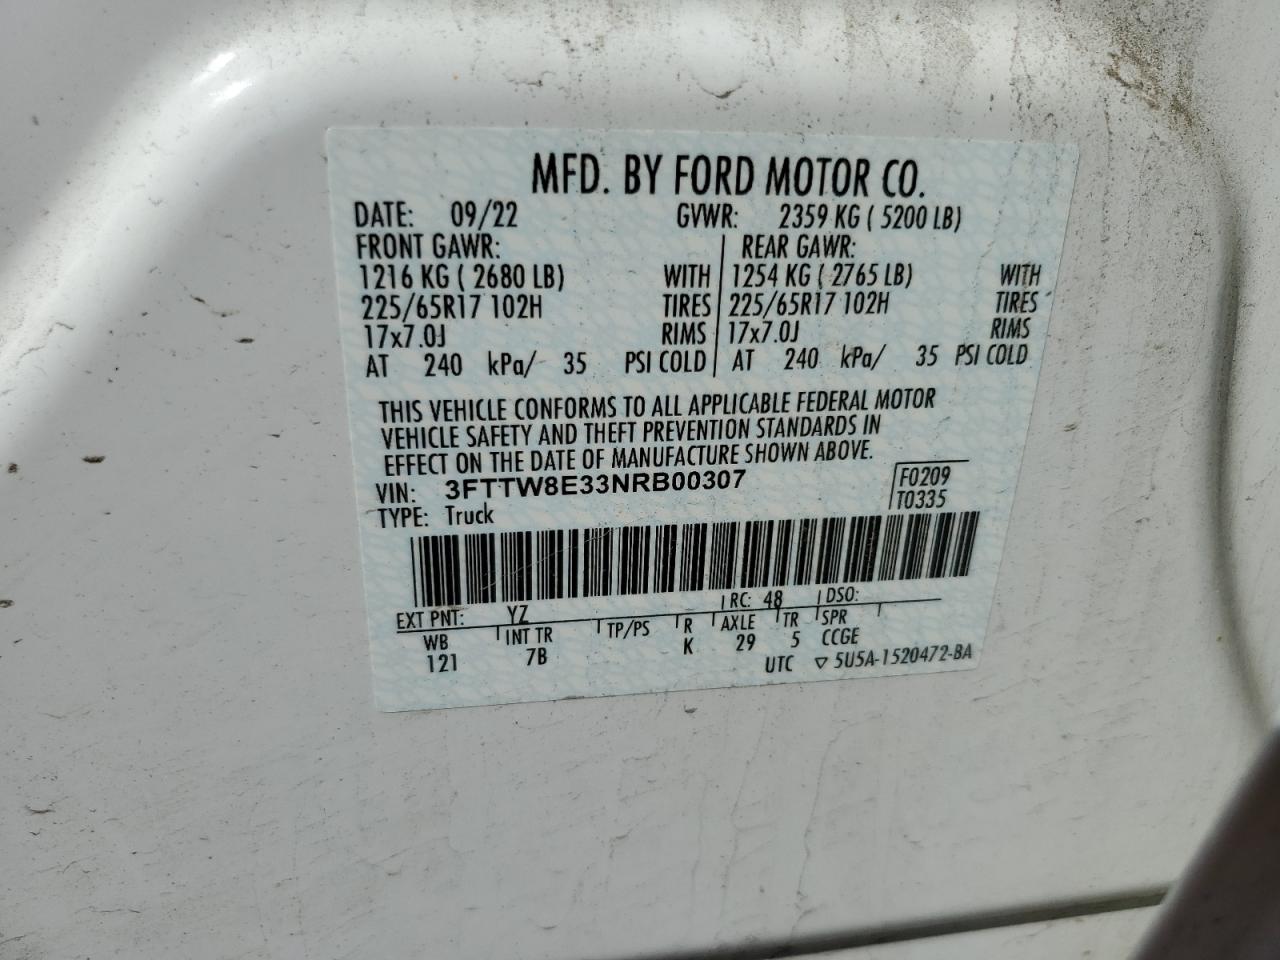 MFD. BY FORD MOTOR CO.
DATE: 09/22 GVWR: 2359 KG ( 5200 LB)
FRONT GAWR: REAR GAWR:
1216 KG ( 2680 LB) WITH 1254 KG ( 2765 LB) WITH
225/65R17 102H TIRES 225/65R17 102H TIRES
17x7.0J RIMS 17x7.0J RIMS
AT 240 kPa/ 35 PSI COLD AT 240 kPa/ 35 PSI COLD
THIS VEHICLE CONFORMS TO ALL APPLICABLE FEDERAL MOTOR
VEHICLE SAFETY AND THEFT PREVENTION STANDARDS IN
EFFECT ON THE DATE OF MANUFACTURE SHOWN ABOVE.
VIN: 3FTTW8E33NRB00307 F0209
TYPE: Truck T0335
EXT PNT: YZ RC: 48 DSO:
WB INT TR TP/PS R AXLE TR SPR
121 7B K 29 5 CCGE
UTC ▽ 5U5A-1520472-BA